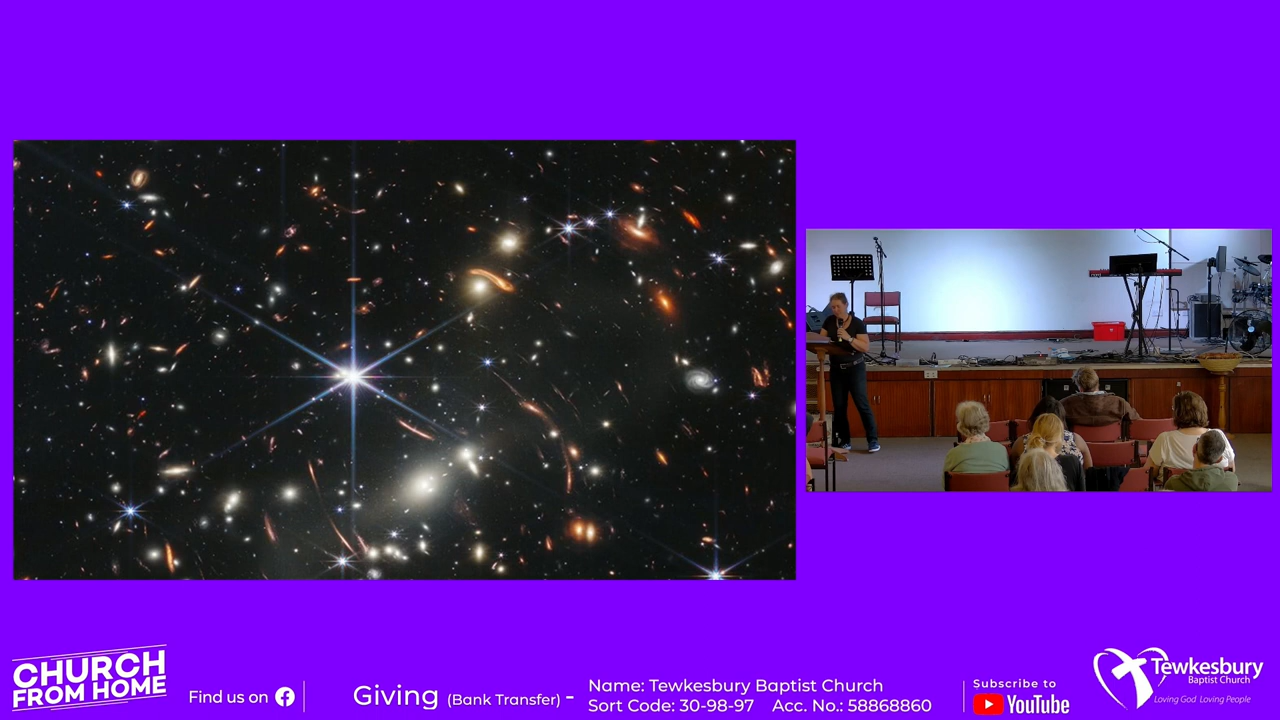 CHURCH
FROM HOME
Find us on
Giving (Bank Transfer) -
Name: Tewkesbury Baptist Church
Sort Code: 30-98-97 Acc. No.: 58868860
Subscribe to
YouTube
Tewkesbury
Baptist Church
Loving God Loving People